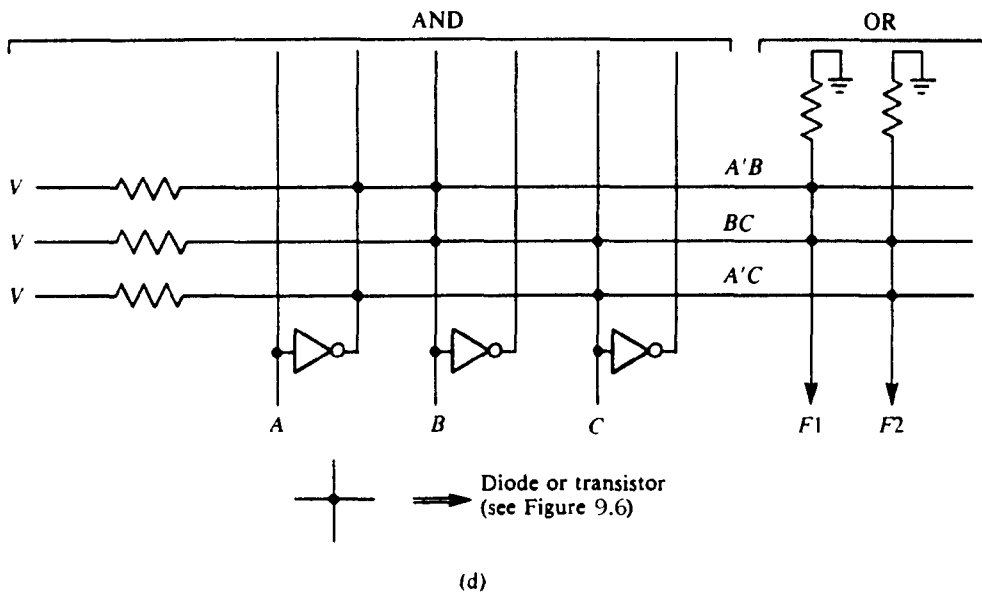 AND
OR
V
A'B
V
BC
V
A'C
A
B
C
F1
F2
Diode or transistor
(see Figure 9.6)
(d)